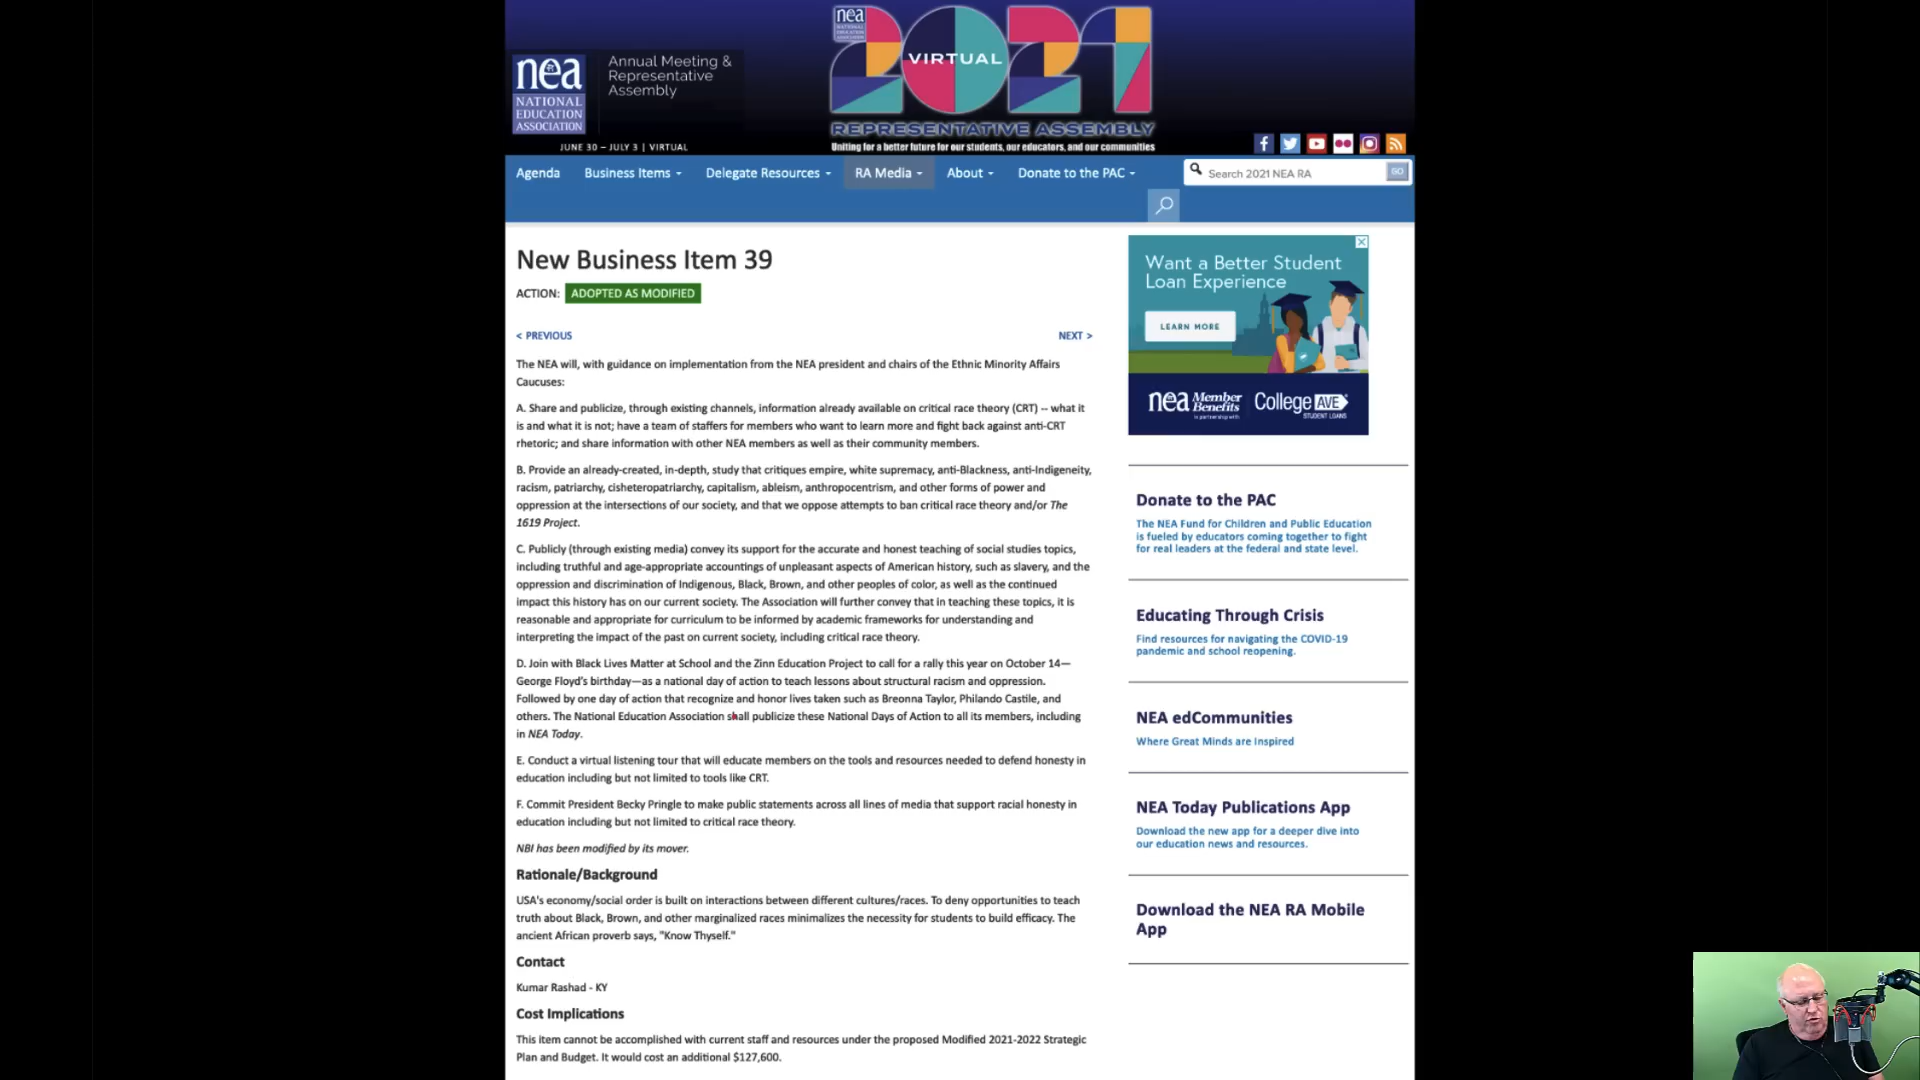 nea
NATIONAL
EDUCATION
ASSOCIATION
Annual Meeting &
Representative
Assembly
JUNE 30 – JULY 3 | VIRTUAL
nea
2021
VIRTUAL
REPRESENTATIVE ASSEMBLY
Uniting for a better future for our students, our educators, and our communities
Agenda
Business Items
Delegate Resources
RA Media
About
Donate to the PAC
Search 2021 NEA RA
GO
New Business Item 39
ACTION: ADOPTED AS MODIFIED
< PREVIOUS
NEXT >
The NEA will, with guidance on implementation from the NEA president and chairs of the Ethnic Minority Affairs
Caucuses:
A. Share and publicize, through existing channels, information already available on critical race theory (CRT) -- what it
is and what it is not; have a team of staffers for members who want to learn more and fight back against anti-CRT
rhetoric; and share information with other NEA members as well as their community members.
B. Provide an already-created, in-depth, study that critiques empire, white supremacy, anti-Blackness, anti-Indigeneity,
racism, patriarchy, cisheteropatriarchy, capitalism, ableism, anthropocentrism, and other forms of power and
oppression at the intersections of our society, and that we oppose attempts to ban critical race theory and/or The
1619 Project.
C. Publicly (through existing media) convey its support for the accurate and honest teaching of social studies topics,
including truthful and age-appropriate accountings of unpleasant aspects of American history, such as slavery, and the
oppression and discrimination of Indigenous, Black, Brown, and other peoples of color, as well as the continued
impact this history has on our current society. The Association will further convey that in teaching these topics, it is
reasonable and appropriate for curriculum to be informed by academic frameworks for understanding and
interpreting the impact of the past on current society, including critical race theory.
D. Join with Black Lives Matter at School and the Zinn Education Project to call for a rally this year on October 14—
George Floyd's birthday—as a national day of action to teach lessons about structural racism and oppression.
Followed by one day of action that recognize and honor lives taken such as Breonna Taylor, Philando Castile, and
others. The National Education Association shall publicize these National Days of Action to all its members, including
in NEA Today.
E. Conduct a virtual listening tour that will educate members on the tools and resources needed to defend honesty in
education including but not limited to tools like CRT.
F. Commit President Becky Pringle to make public statements across all lines of media that support racial honesty in
education including but not limited to critical race theory.
NBI has been modified by its mover.
Rationale/Background
USA's economy/social order is built on interactions between different cultures/races. To deny opportunities to teach
truth about Black, Brown, and other marginalized races minimalizes the necessity for students to build efficacy. The
ancient African proverb says, "Know Thyself."
Contact
Kumar Rashad - KY
Cost Implications
This item cannot be accomplished with current staff and resources under the proposed Modified 2021-2022 Strategic
Plan and Budget. It would cost an additional $127,600.
Want a Better Student
Loan Experience
LEARN MORE
nea Member
Benefits
in partnership with
College AVE
STUDENT LOANS
Donate to the PAC
The NEA Fund for Children and Public Education
is fueled by educators coming together to fight
for real leaders at the federal and state level.
Educating Through Crisis
Find resources for navigating the COVID-19
pandemic and school reopening.
NEA edCommunities
Where Great Minds are Inspired
NEA Today Publications App
Download the new app for a deeper dive into
our education news and resources.
Download the NEA RA Mobile
App